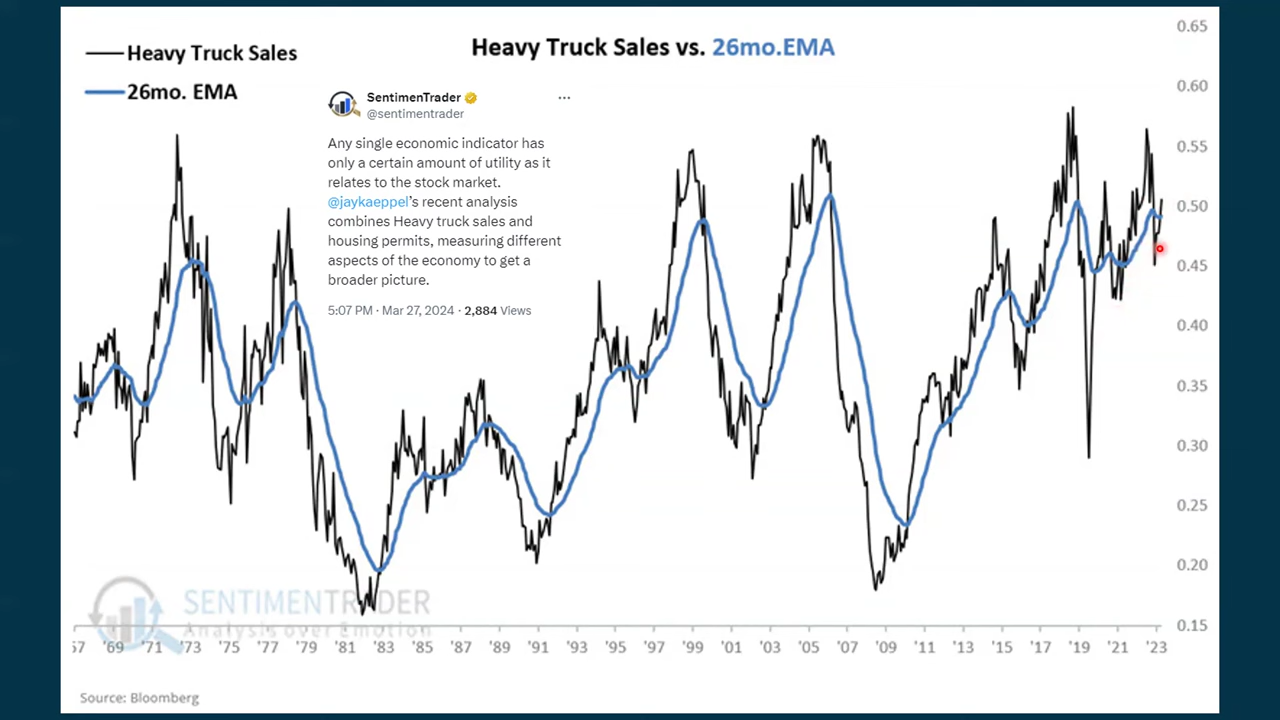 Heavy Truck Sales vs. 26mo.EMA
Heavy Truck Sales
26mo. EMA
SentimenTrader
@sentimentrader
Any single economic indicator has
only a certain amount of utility as it
relates to the stock market.
@jaykaeppel's recent analysis
combines Heavy truck sales and
housing permits, measuring different
aspects of the economy to get a
broader picture.
5:07 PM · Mar 27, 2024 · 2,884 Views
0.65
0.60
0.55
0.50
0.45
0.40
0.35
0.30
0.25
0.20
0.15
SENTIMENTRADER
Analysis over Emotion
57 '69 '71 '73 '75 '77 '79 '81 '83 '85 '87 '89 '91 '93 '95 '97 '99 '01 '03 '05 '07 '09 '11 '13 '15 '17 '19 '21 '23
Source: Bloomberg